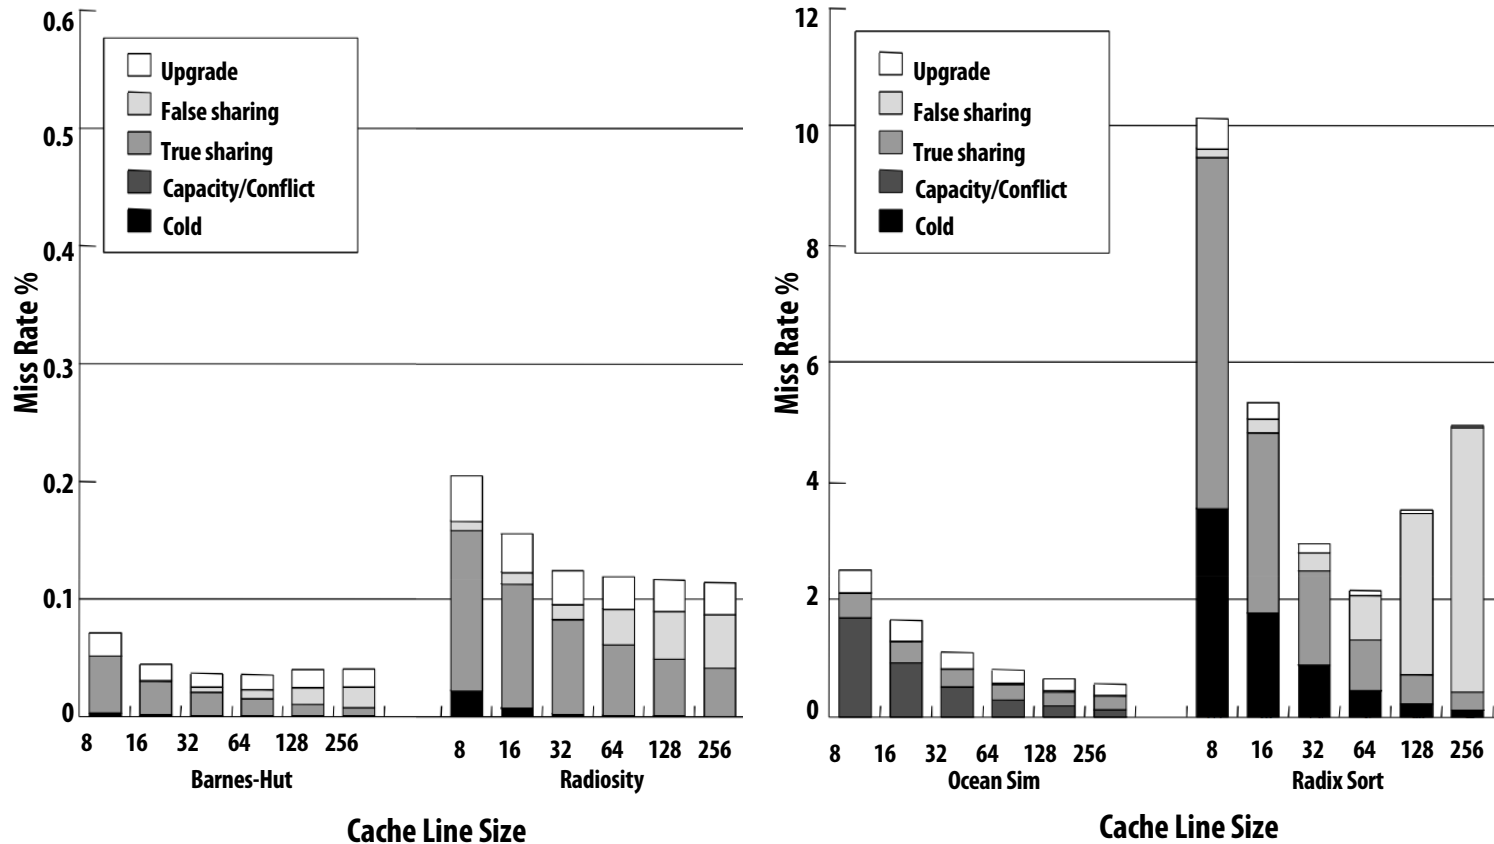 0.6
0.5
0.4
0.3
0.2
0.1
0
Miss Rate %
Upgrade
False sharing
True sharing
Capacity/Conflict
Cold
8 16 32 64 128 256
Barnes-Hut
8 16 32 64 128 256
Radiosity
Cache Line Size
12
10
8
6
4
2
0
Miss Rate %
Upgrade
False sharing
True sharing
Capacity/Conflict
Cold
8 16 32 64 128 256
Ocean Sim
8 16 32 64 128 256
Radix Sort
Cache Line Size